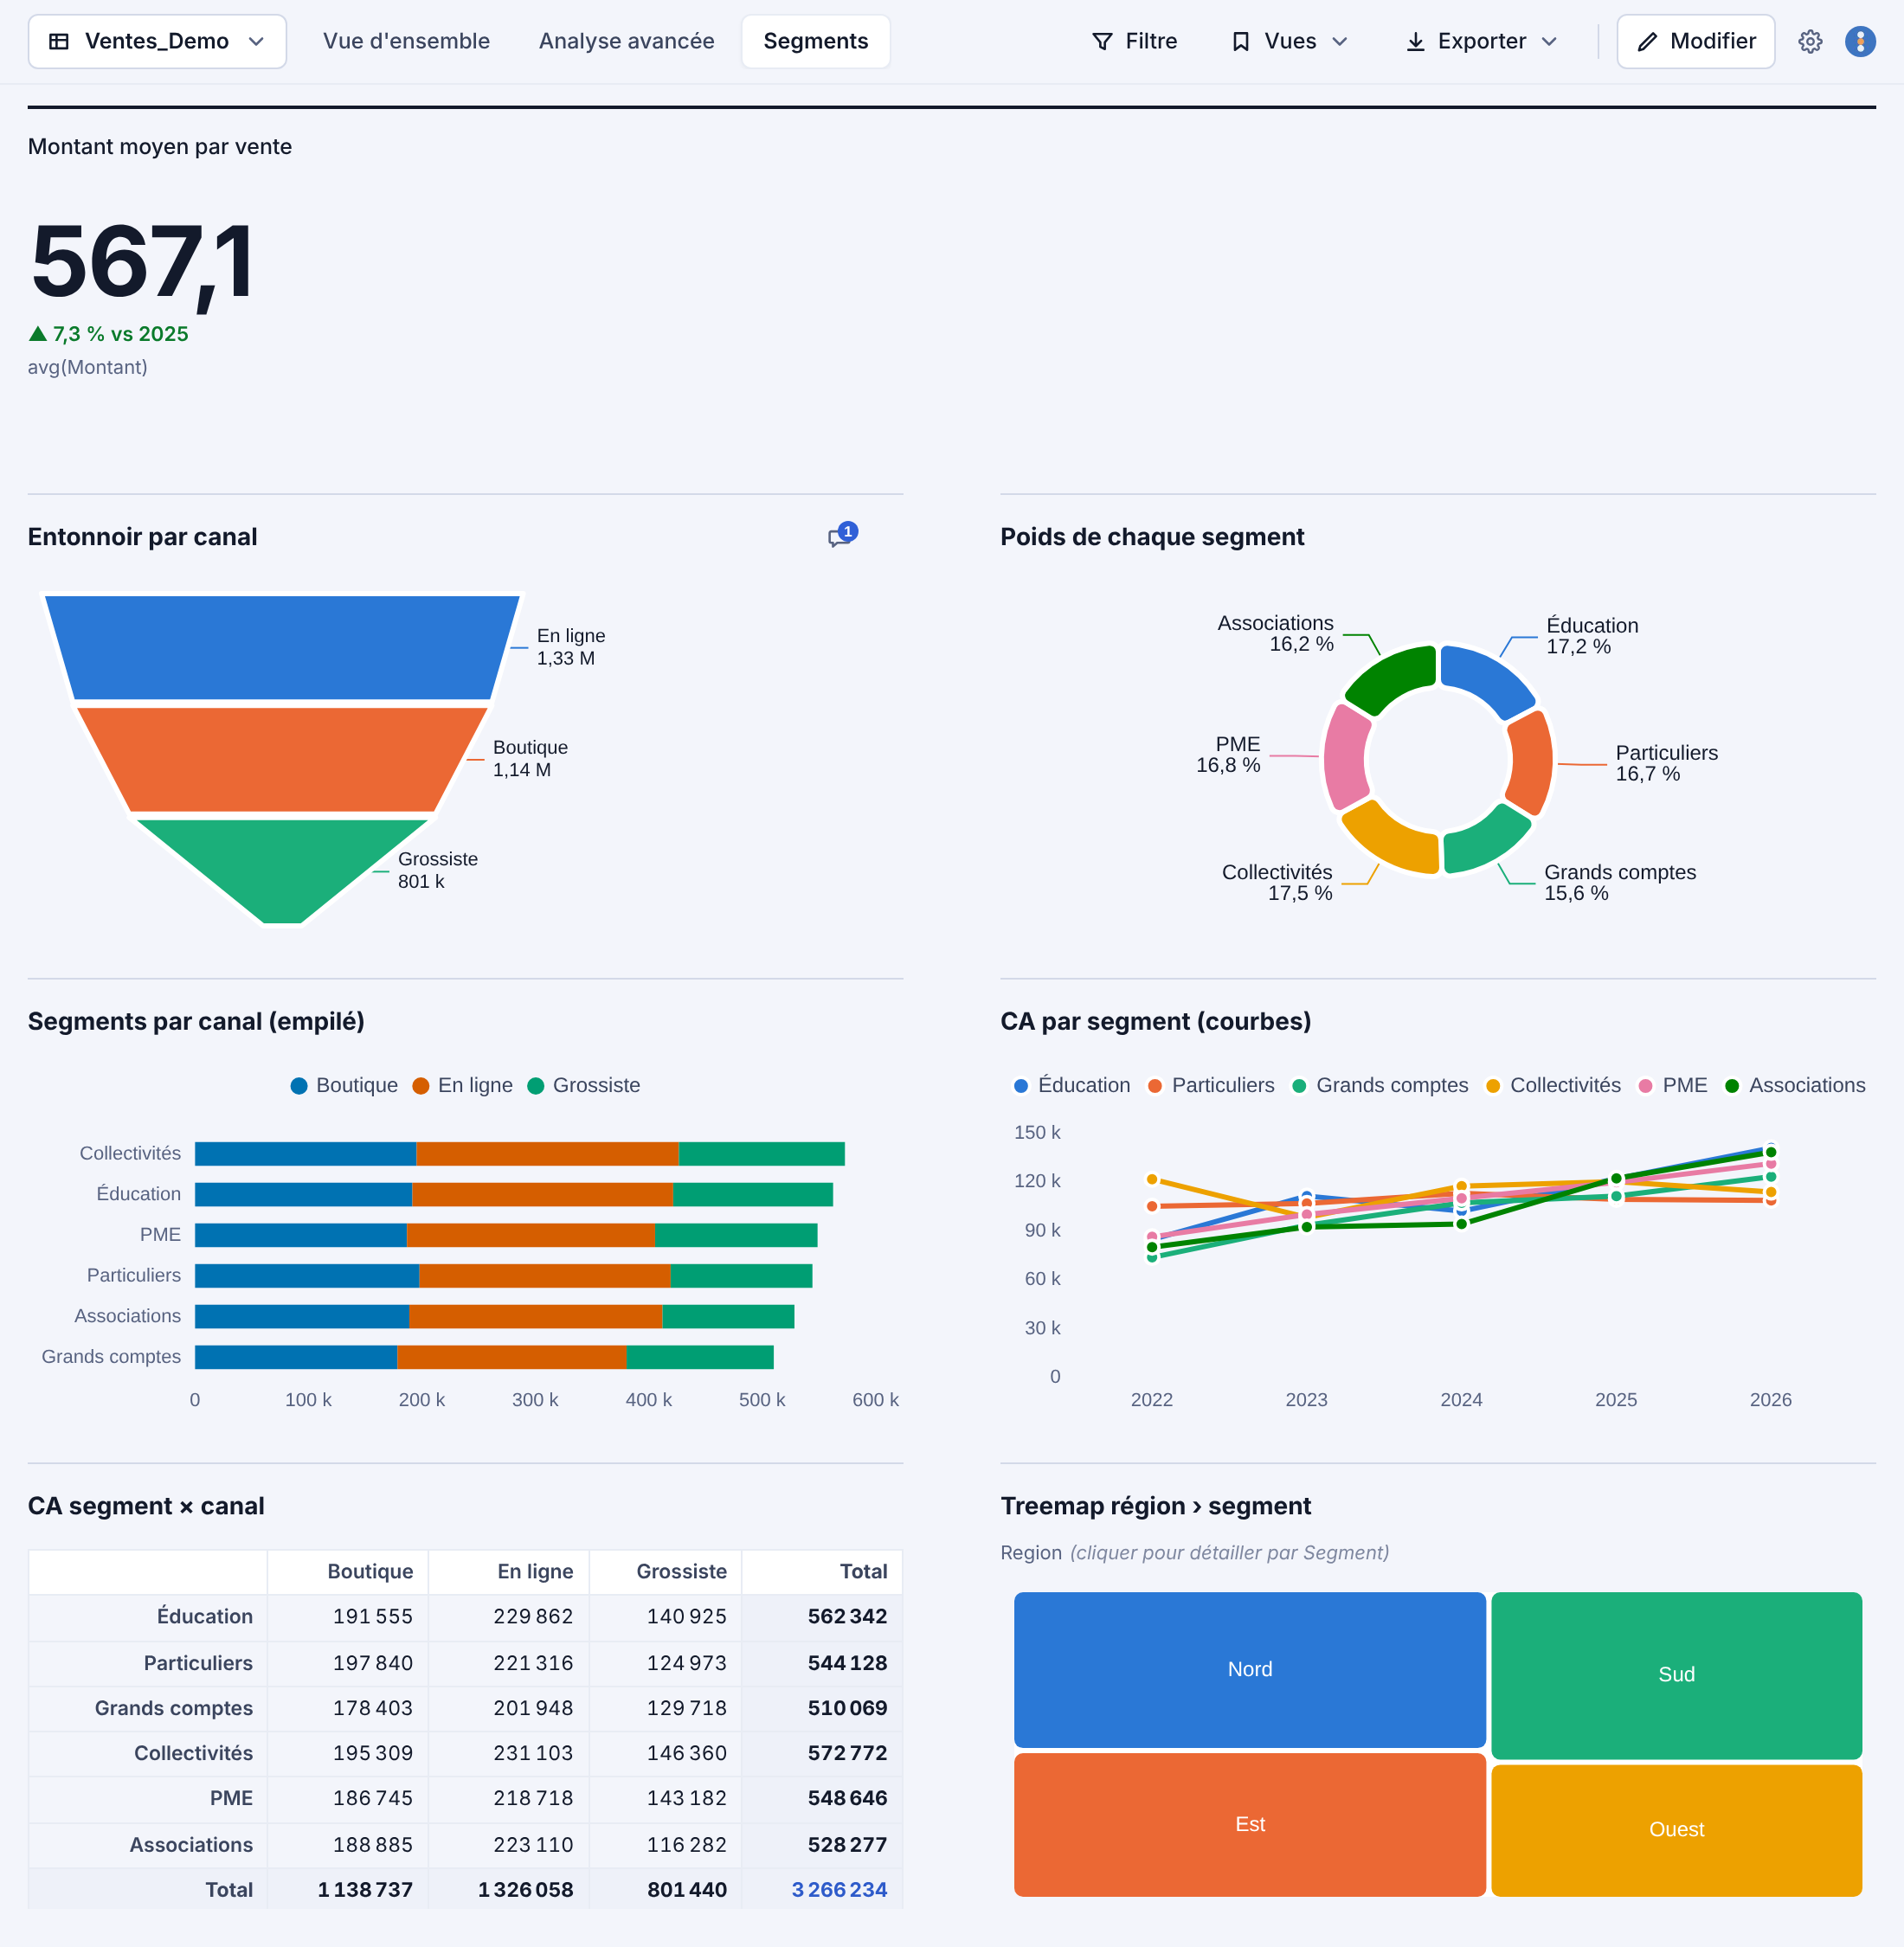 Ventes_Demo Vue d'ensemble Analyse avancée Segments Filtre Vues Exporter Modifier
Montant moyen par vente
567,1
▲ 7,3 % vs 2025
avg(Montant)
Entonnoir par canal
1
En ligne
1,33 M
Boutique
1,14 M
Grossiste
801 k
Poids de chaque segment
Associations
16,2 %
Éducation
17,2 %
PME
16,8 %
Particuliers
16,7 %
Collectivités
17,5 %
Grands comptes
15,6 %
Segments par canal (empilé)
Boutique En ligne Grossiste
Collectivités
Éducation
PME
Particuliers
Associations
Grands comptes
0 100 k 200 k 300 k 400 k 500 k 600 k
CA par segment (courbes)
Éducation Particuliers Grands comptes Collectivités PME Associations
150 k
120 k
90 k
60 k
30 k
0
2022 2023 2024 2025 2026
CA segment × canal
Boutique En ligne Grossiste Total
Éducation 191 555 229 862 140 925 562 342
Particuliers 197 840 221 316 124 973 544 128
Grands comptes 178 403 201 948 129 718 510 069
Collectivités 195 309 231 103 146 360 572 772
PME 186 745 218 718 143 182 548 646
Associations 188 885 223 110 116 282 528 277
Total 1 138 737 1 326 058 801 440 3 266 234
Treemap région › segment
Region (cliquer pour détailler par Segment)
Nord
Sud
Est
Ouest